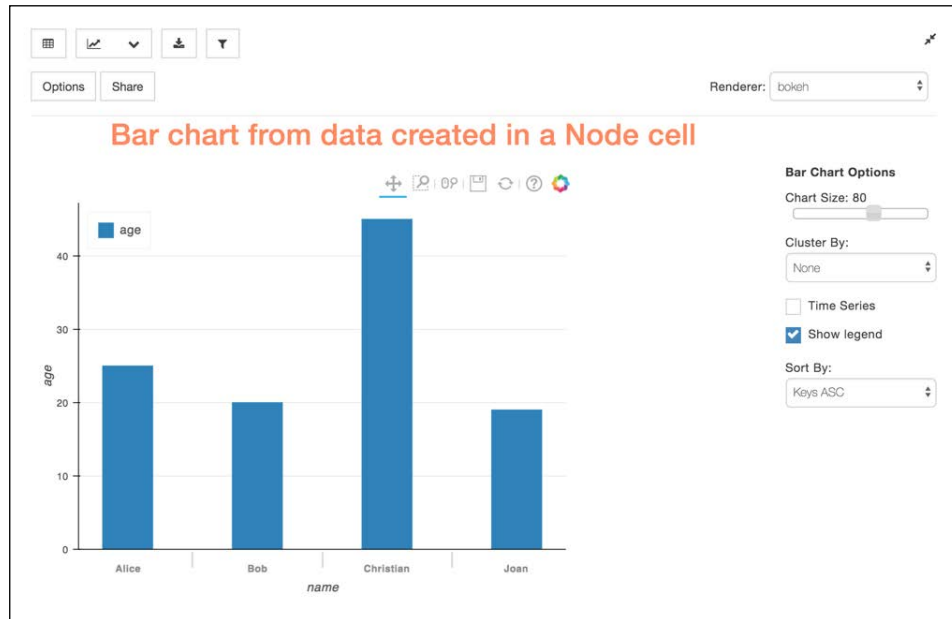 Options Share Renderer: bokeh
Bar chart from data created in a Node cell
Bar Chart Options
Chart Size: 80
Cluster By:
None
Time Series
Show legend
Sort By:
Keys ASC
age
40
30
20
10
0
age
Alice Bob Christian Joan
name